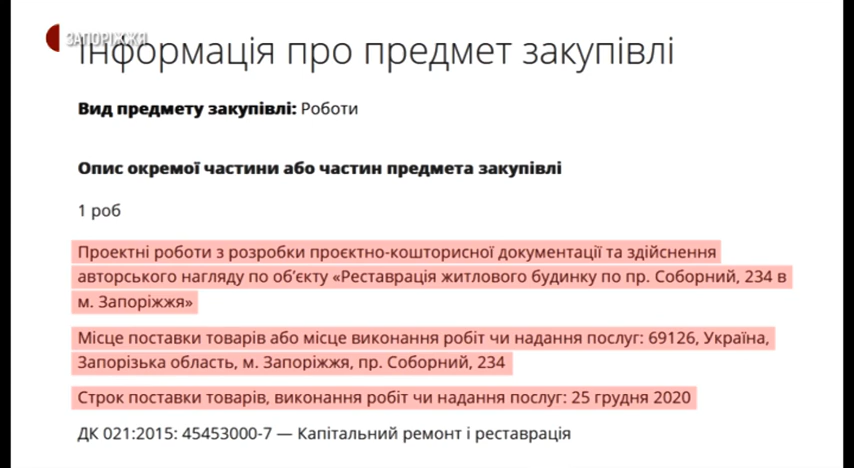 ЗАПОРІЖЖЯ
Інформація про предмет закупівлі
Вид предмету закупівлі: Роботи
Опис окремої частини або частин предмета закупівлі
1 роб
Проектні роботи з розробки проєктно-кошторисної документації та здійснення
авторського нагляду по об’єкту «Реставрація житлового будинку по пр. Соборний, 234 в
м. Запоріжжя»
Місце поставки товарів або місце виконання робіт чи надання послуг: 69126, Україна,
Запорізька область, м. Запоріжжя, пр. Соборний, 234
Строк поставки товарів, виконання робіт чи надання послуг: 25 грудня 2020
ДК 021:2015: 45453000-7 — Капітальний ремонт і реставрація